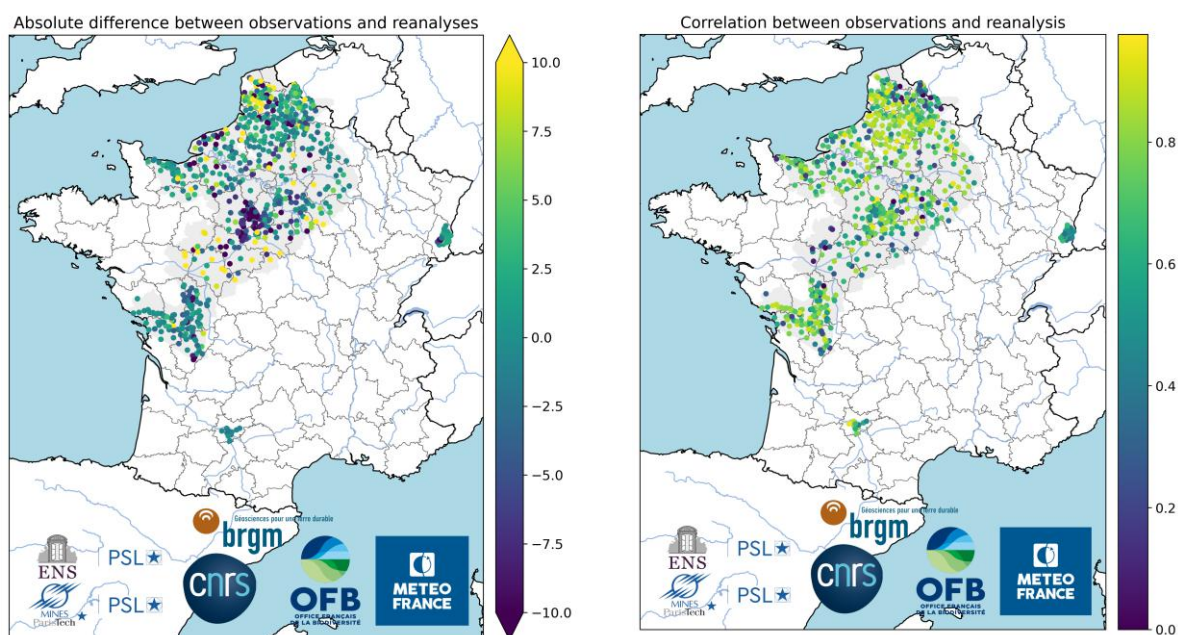 Absolute difference between observations and reanalyses
10.0
7.5
5.0
2.5
0.0
−2.5
−5.0
−7.5
−10.0
Géosciences pour une terre durable
brgm
ENS
PSL
MINES
ParisTech
PSL
cnrs
OFB
OFFICE FRANÇAIS
DE LA BIODIVERSITÉ
METEO
FRANCE
Correlation between observations and reanalysis
0.8
0.6
0.4
0.2
0.0
Géosciences pour une terre durable
brgm
ENS
PSL
MINES
ParisTech
PSL
cnrs
OFB
OFFICE FRANÇAIS
DE LA BIODIVERSITÉ
METEO
FRANCE